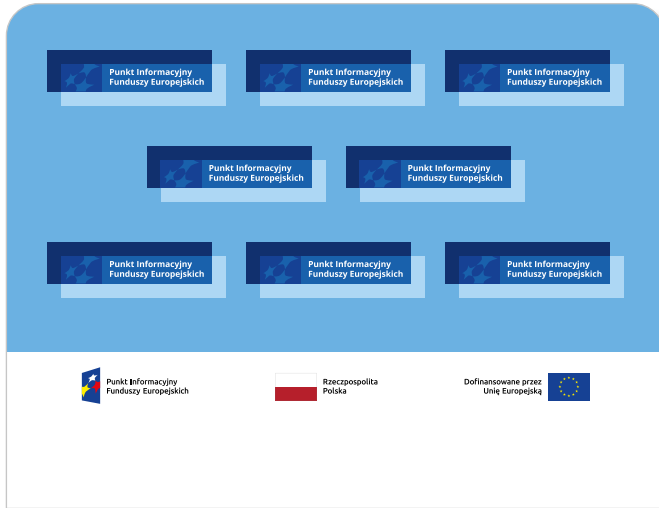 Punkt Informacyjny
Funduszy Europejskich
Punkt Informacyjny
Funduszy Europejskich
Punkt Informacyjny
Funduszy Europejskich
Punkt Informacyjny
Funduszy Europejskich
Punkt Informacyjny
Funduszy Europejskich
Punkt Informacyjny
Funduszy Europejskich
Punkt Informacyjny
Funduszy Europejskich
Punkt Informacyjny
Funduszy Europejskich
Punkt Informacyjny
Funduszy Europejskich
Rzeczpospolita
Polska
Dofinansowane przez
Unię Europejską